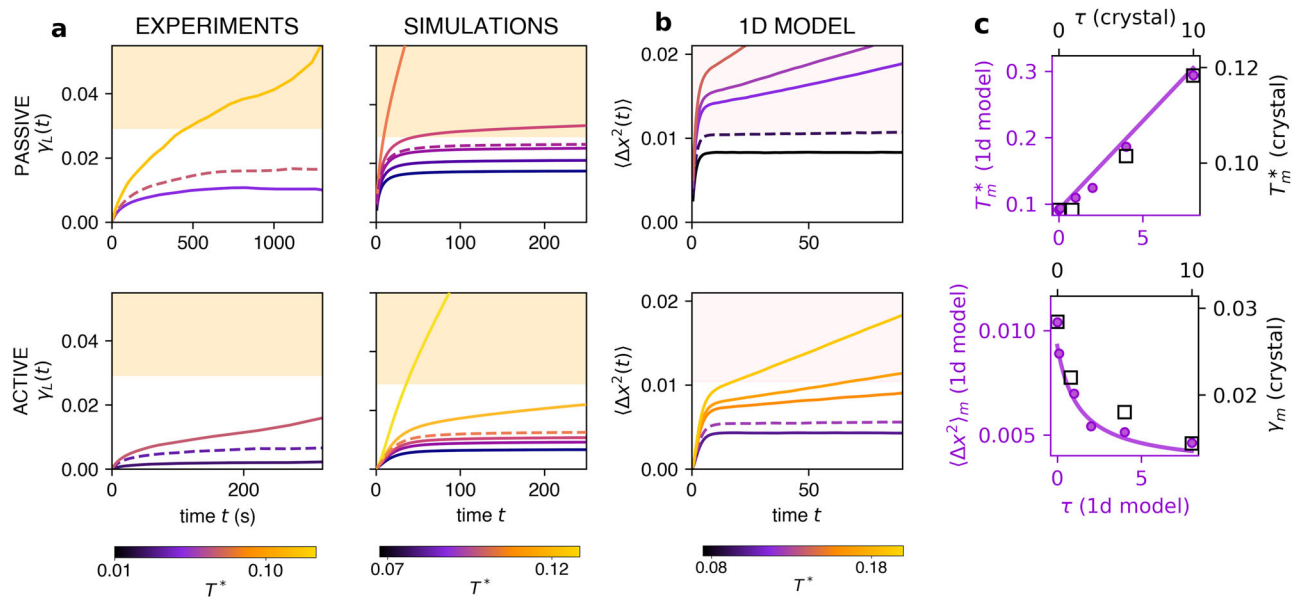 a
EXPERIMENTS
SIMULATIONS
b
1D MODEL
c
τ (crystal)
0
10
PASSIVE
γL(t)
0.04
0.02
0.00
0
500
1000
0
100
200
⟨Δx²(t)⟩
0.02
0.01
0.00
0
50
T*m (1d model)
0.3
0.2
0.1
0
5
0.12
0.10
T*m (crystal)
ACTIVE
γL(t)
0.04
0.02
0.00
0
200
time t (s)
0
100
200
time t
⟨Δx²(t)⟩
0.02
0.01
0.00
0
50
time t
0
10
⟨Δx²⟩m (1d model)
0.010
0.005
0
5
τ (1d model)
0.03
0.02
γm (crystal)
0.01
0.10
T*
0.07
0.12
T*
0.08
0.18
T*